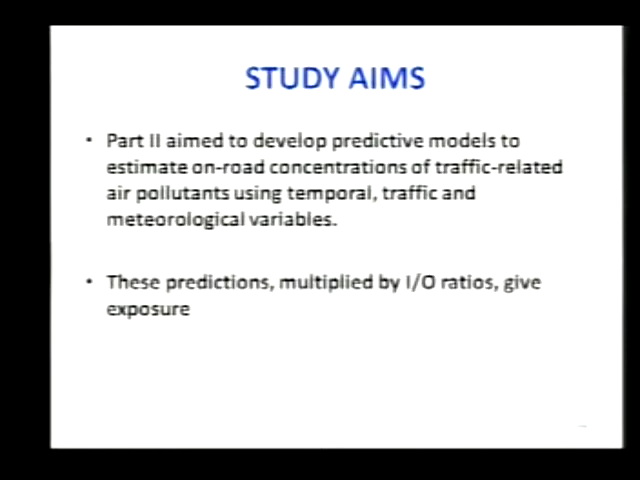 STUDY AIMS
• Part II aimed to develop predictive models to
estimate on-road concentrations of traffic-related
air pollutants using temporal, traffic and
meteorological variables.
• These predictions, multiplied by I/O ratios, give
exposure